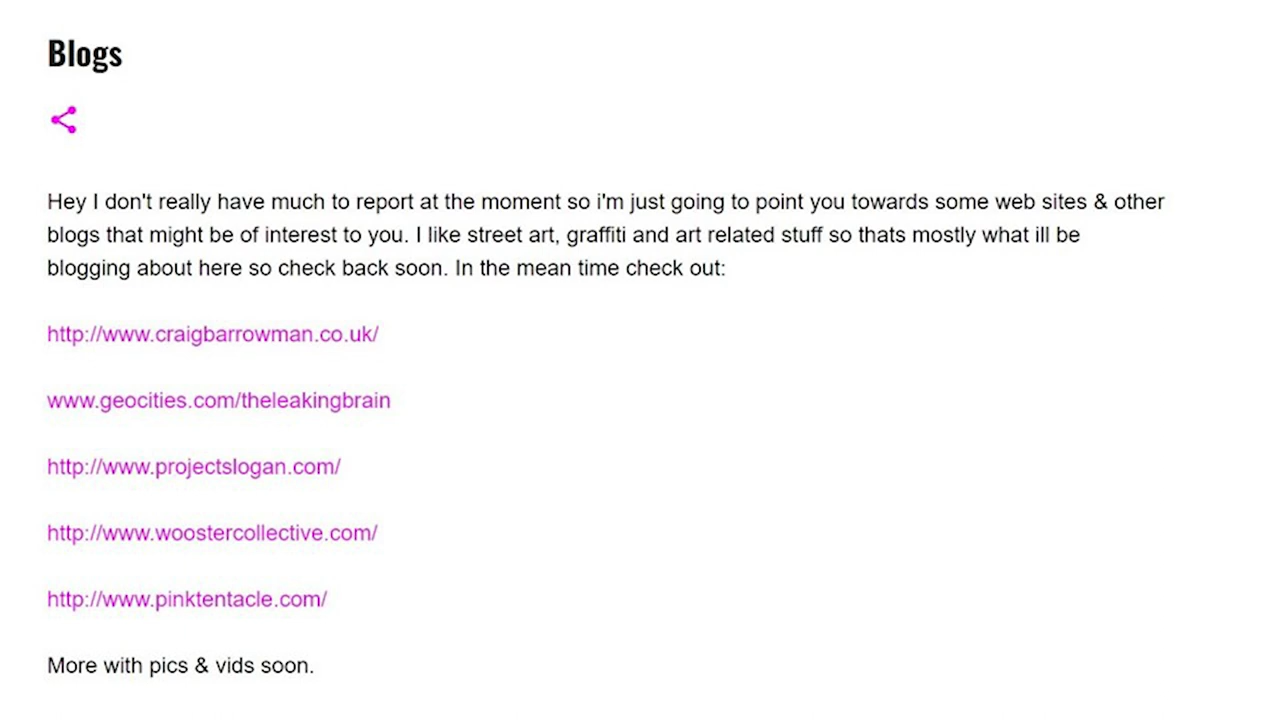 Blogs
Hey I don't really have much to report at the moment so i'm just going to point you towards some web sites & other
blogs that might be of interest to you. I like street art, graffiti and art related stuff so thats mostly what ill be
blogging about here so check back soon. In the mean time check out:
http://www.craigbarrowman.co.uk/
www.geocities.com/theleakingbrain
http://www.projectslogan.com/
http://www.woostercollective.com/
http://www.pinktentacle.com/
More with pics & vids soon.